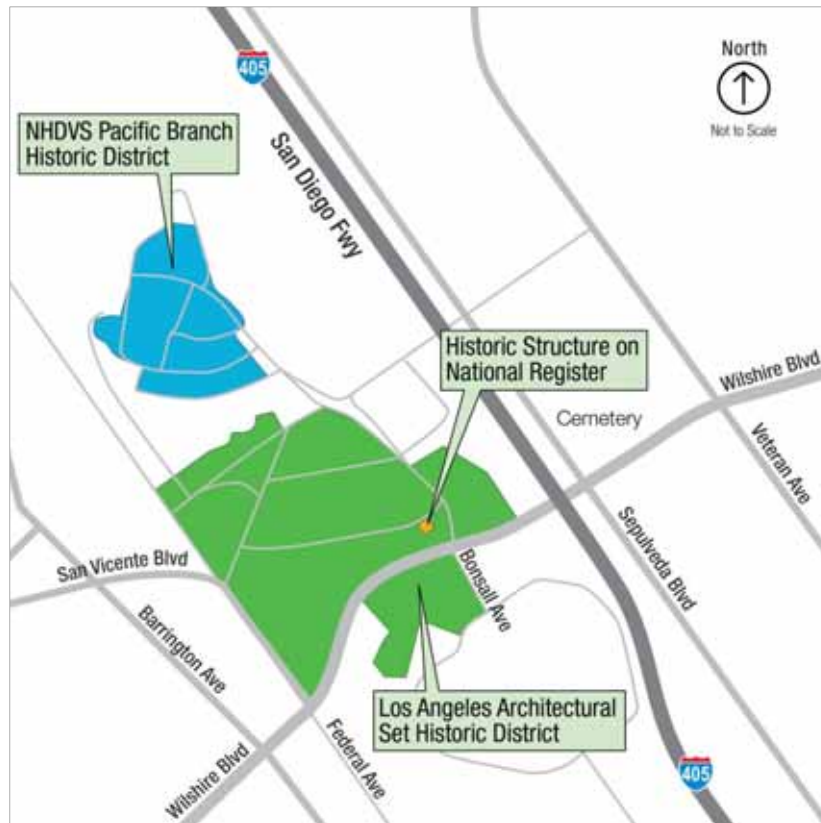 North
Not to Scale
405
NHDVS Pacific Branch
Historic District
San Diego Fwy
Historic Structure on
National Register
Wilshire Blvd
Cemetery
Veteran Ave
Sepulveda Blvd
San Vicente Blvd
Bonsall Ave
Barrington Ave
Los Angeles Architectural
Set Historic District
Federal Ave
Wilshire Blvd
405